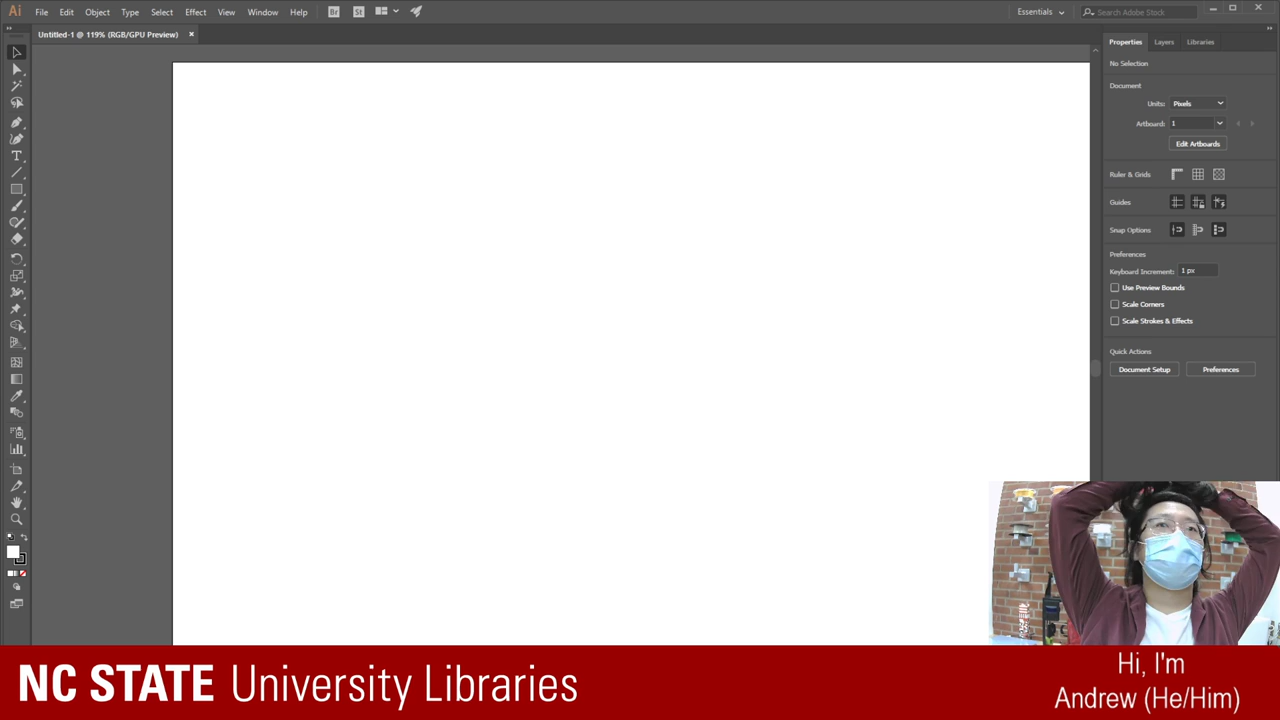 Ai File Edit Object Type Select Effect View Window Help Br St Essentials Search Adobe Stock
Untitled-1 @ 119% (RGB/GPU Preview) ×
Properties Layers Libraries
No Selection
Document
Units: Pixels
Artboard: 1
Edit Artboards
Ruler & Grids
Guides
Snap Options
Preferences
Keyboard Increment: 1 px
Use Preview Bounds
Scale Corners
Scale Strokes & Effects
Quick Actions
Document Setup Preferences
NC STATE University Libraries
Hi, I'm
Andrew (He/Him)